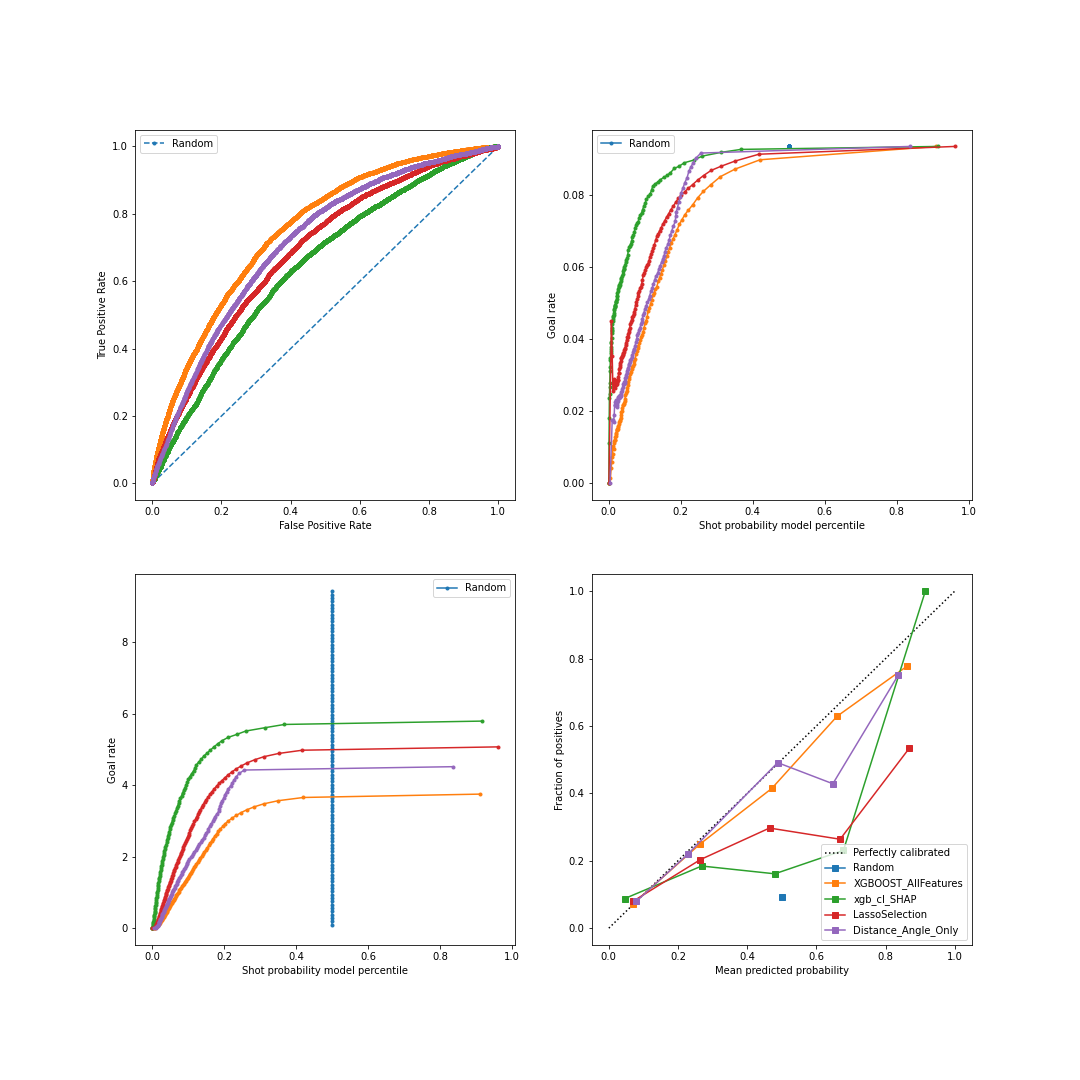 Random
True Positive Rate
1.0
0.8
0.6
0.4
0.2
0.0
0.0 0.2 0.4 0.6 0.8 1.0
False Positive Rate
Random
Goal rate
0.08
0.06
0.04
0.02
0.00
0.0 0.2 0.4 0.6 0.8 1.0
Shot probability model percentile
Random
Goal rate
8
6
4
2
0
0.0 0.2 0.4 0.6 0.8 1.0
Shot probability model percentile
Fraction of positives
1.0
0.8
0.6
0.4
0.2
0.0
Perfectly calibrated
Random
XGBOOST_AllFeatures
xgb_cl_SHAP
LassoSelection
Distance_Angle_Only
0.0 0.2 0.4 0.6 0.8 1.0
Mean predicted probability